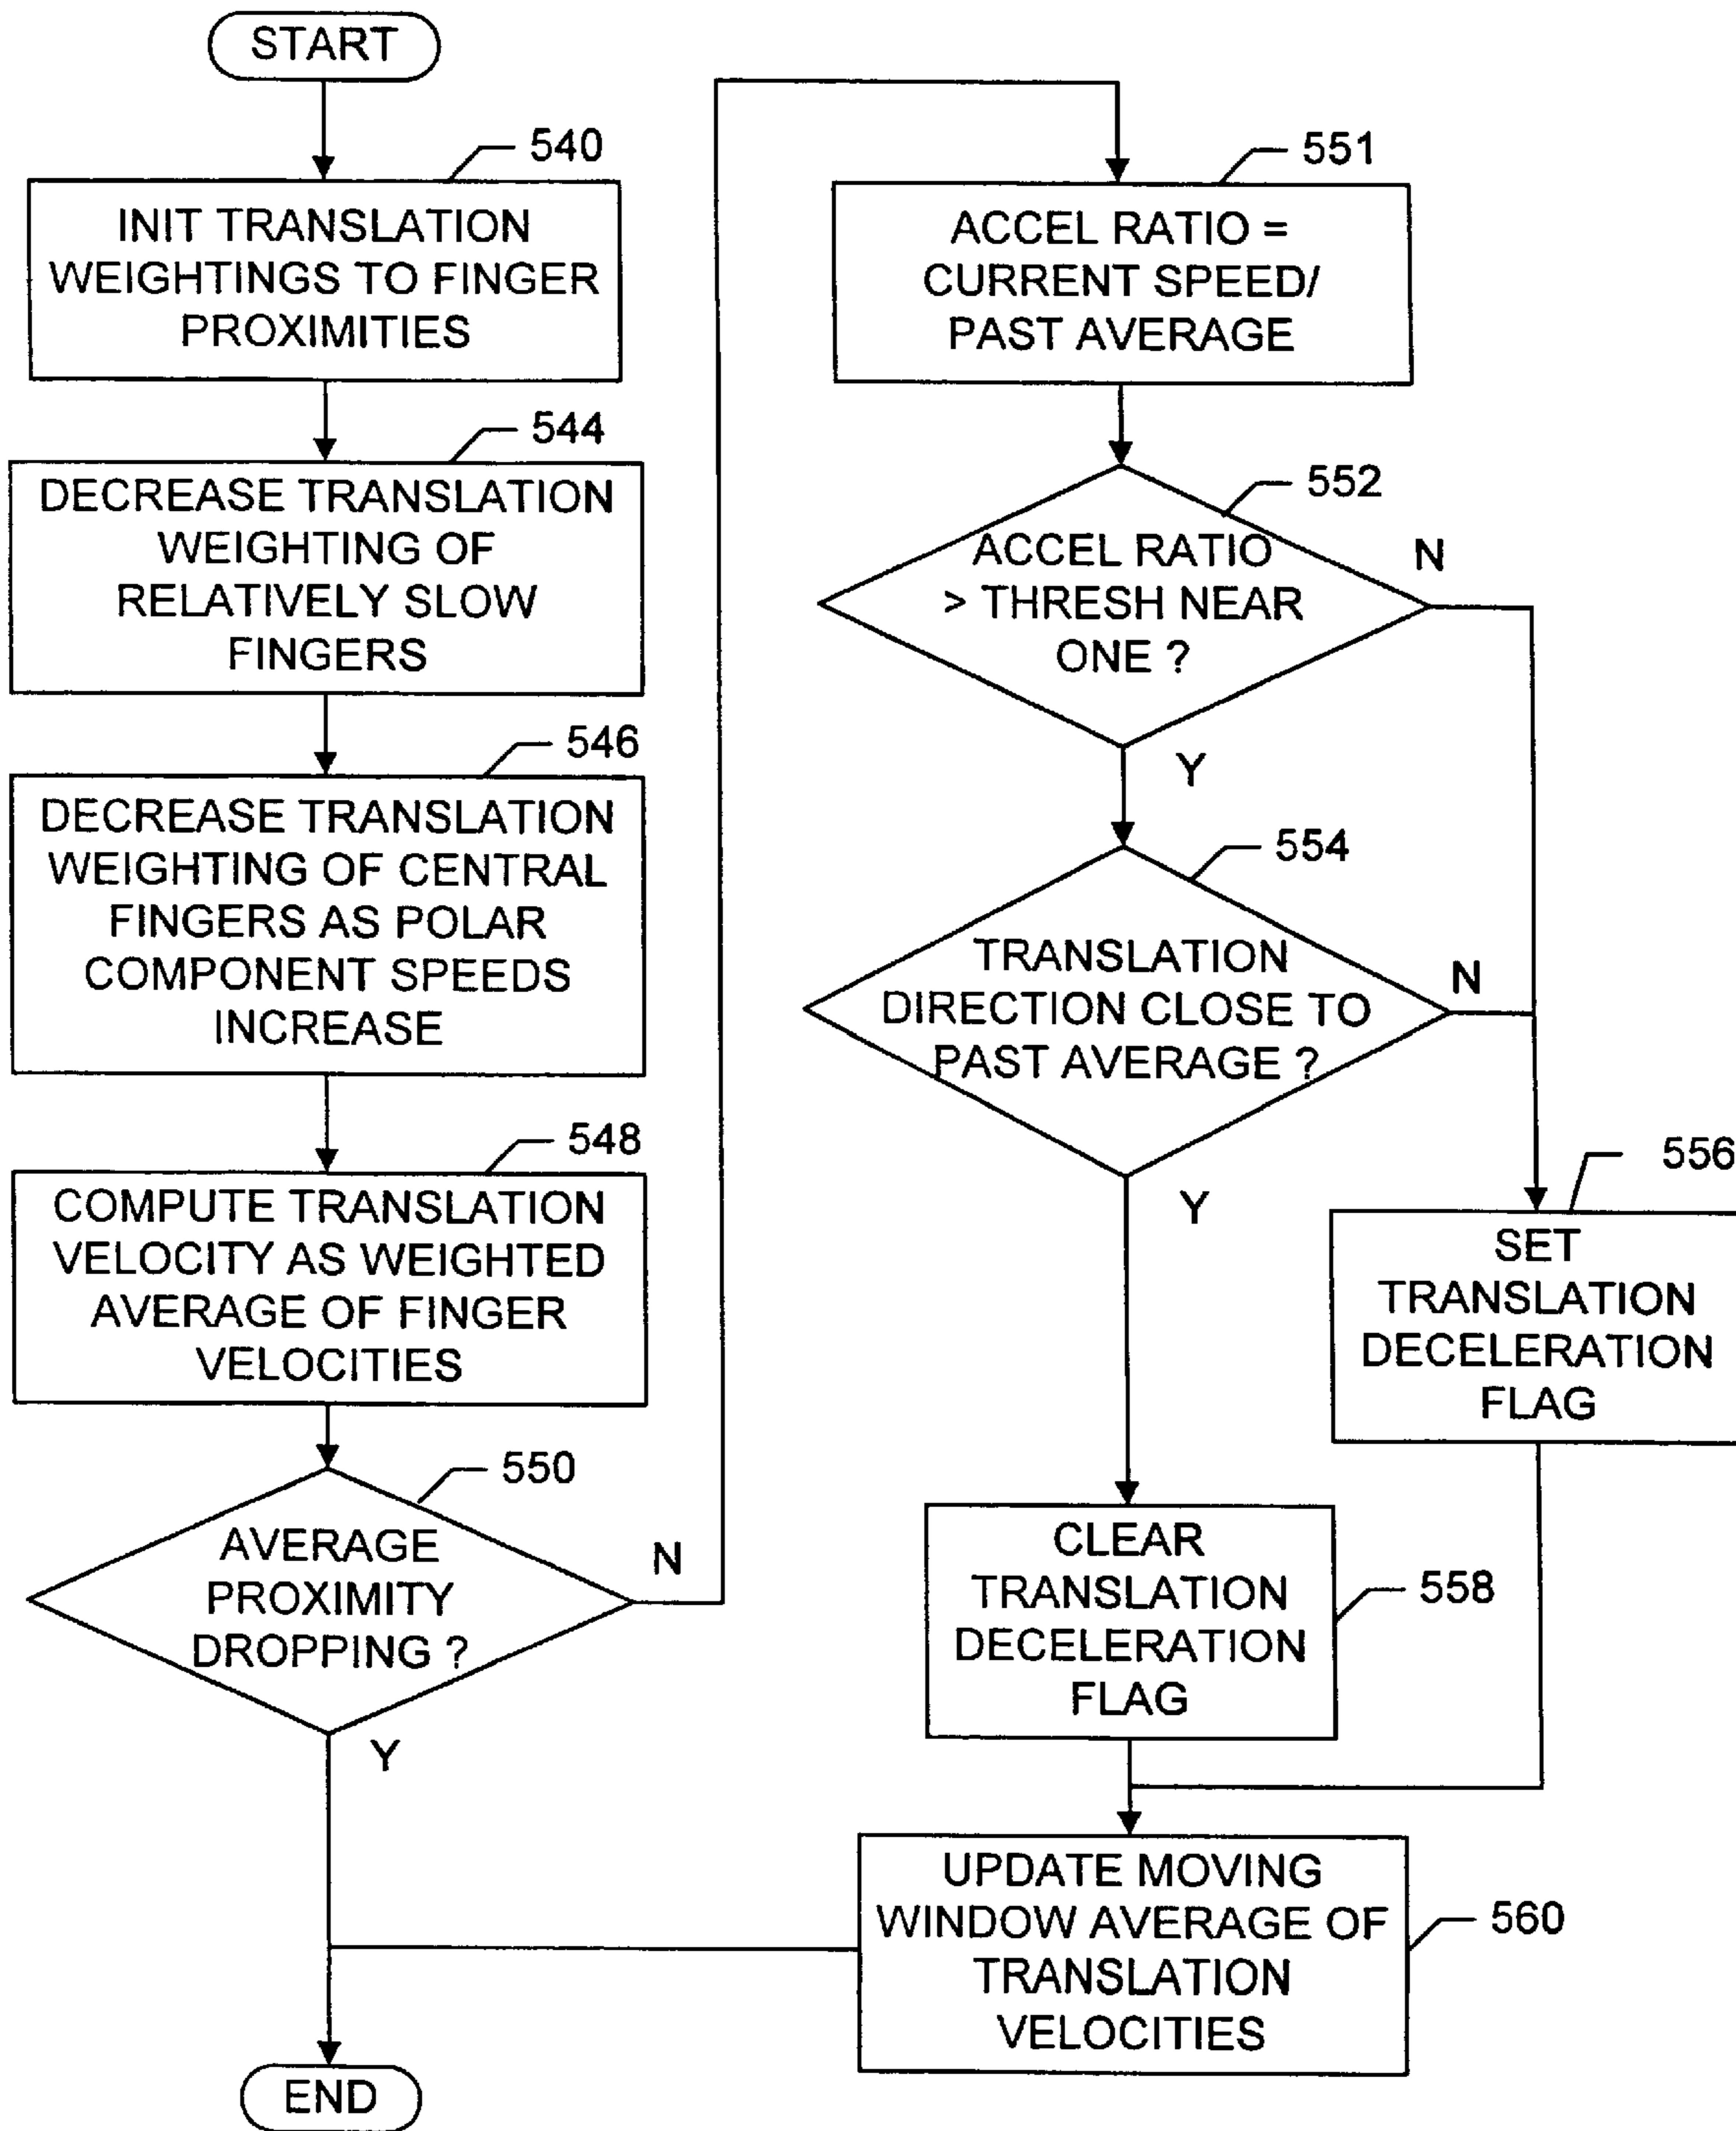 START
540
INIT TRANSLATION
WEIGHTINGS TO FINGER
PROXIMITIES
544
DECREASE TRANSLATION
WEIGHTING OF
RELATIVELY SLOW
FINGERS
546
DECREASE TRANSLATION
WEIGHTING OF CENTRAL
FINGERS AS POLAR
COMPONENT SPEEDS
INCREASE
548
COMPUTE TRANSLATION
VELOCITY AS WEIGHTED
AVERAGE OF FINGER
VELOCITIES
550
AVERAGE
PROXIMITY
DROPPING ?
N
Y
551
ACCEL RATIO =
CURRENT SPEED/
PAST AVERAGE
552
ACCEL RATIO
> THRESH NEAR
ONE ?
N
Y
554
TRANSLATION
DIRECTION CLOSE TO
PAST AVERAGE ?
N
Y
556
SET
TRANSLATION
DECELERATION
FLAG
558
CLEAR
TRANSLATION
DECELERATION
FLAG
560
UPDATE MOVING
WINDOW AVERAGE OF
TRANSLATION
VELOCITIES
END